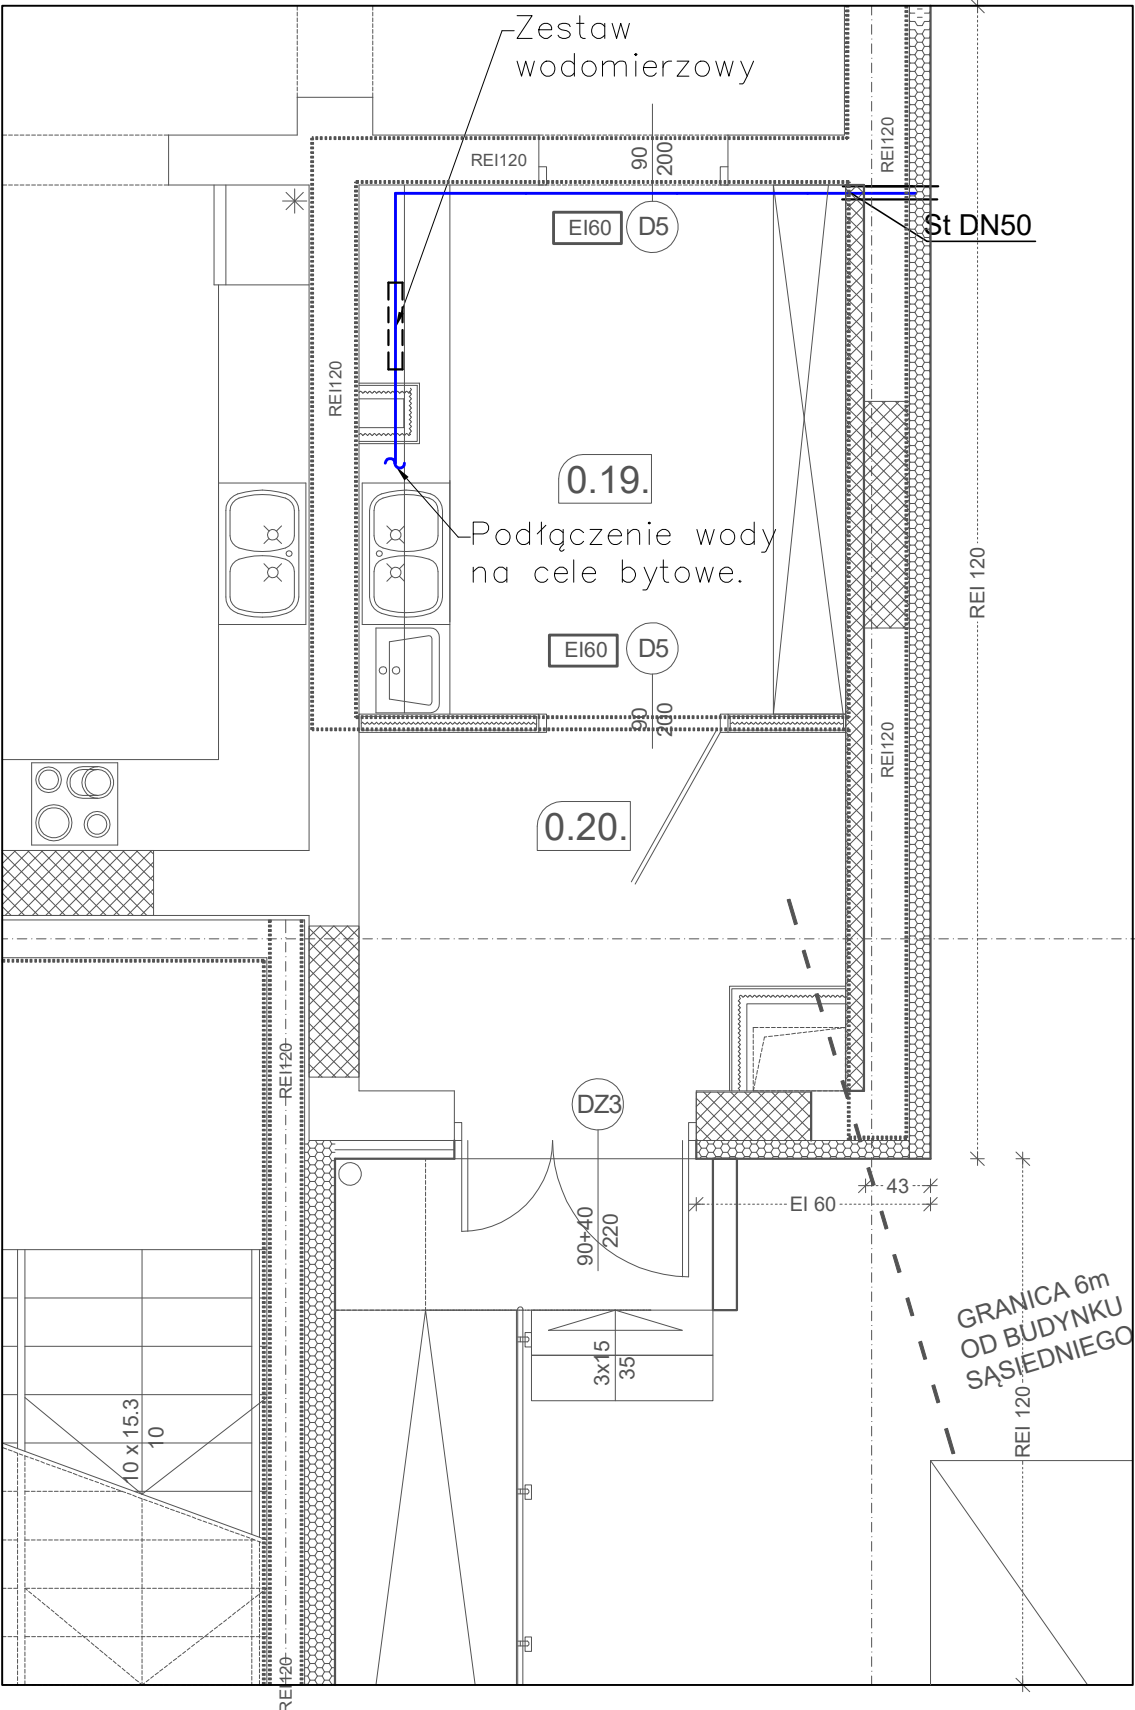 Zestaw
wodomierzowy
REI120
90
200
REI120
EI60
D5
St DN50
REI120
0.19.
Podłączenie wody
na cele bytowe.
REI 120
EI60
D5
90
200
REI120
0.20.
REI120
DZ3
90+40
220
43
EI 60
GRANICA 6m
OD BUDYNKU
SĄSIEDNIEGO
3x15
35
REI 120
10 x 15.3
10
REI120